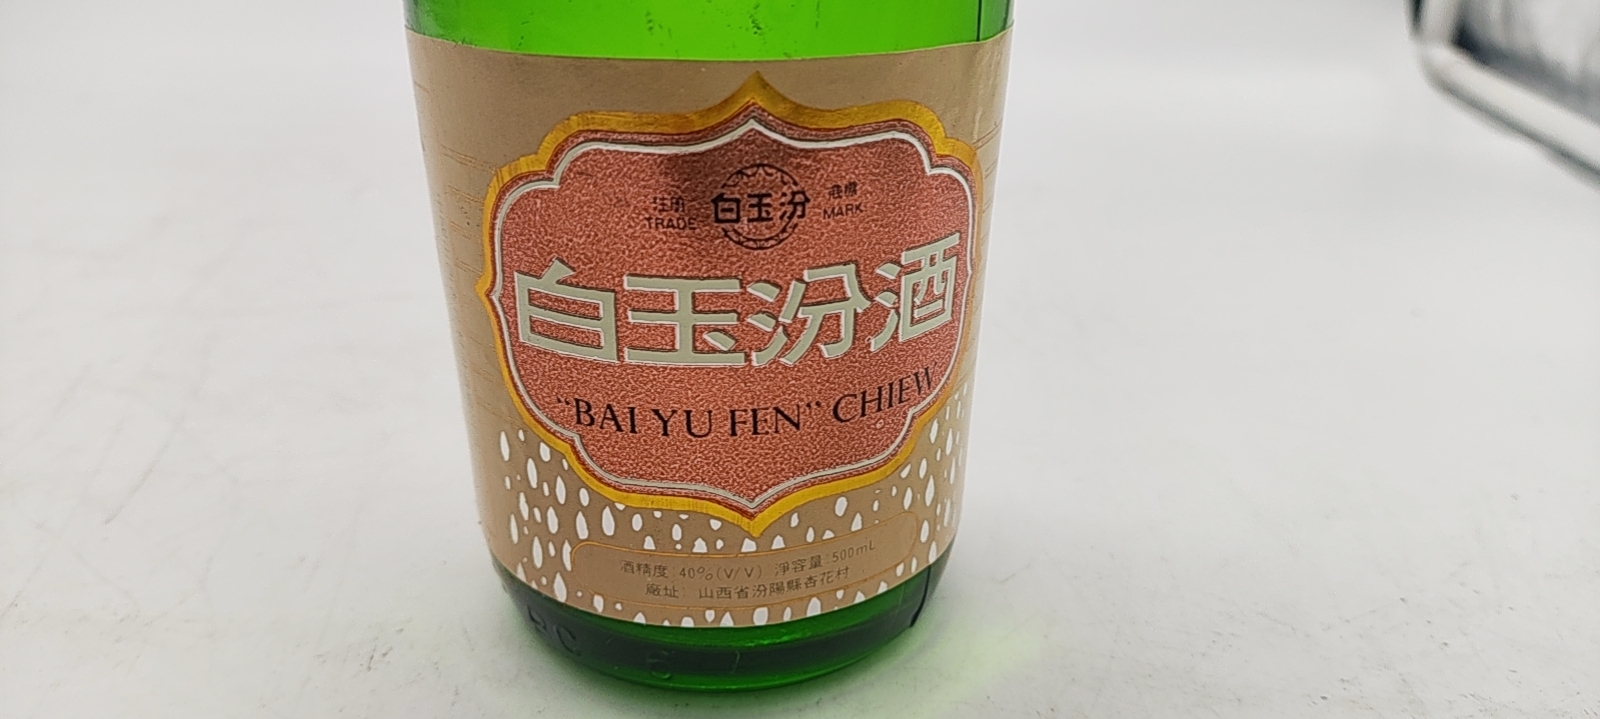 注册 白玉汾 商標
TRADE MARK
白玉汾酒
"BAI YU FEN" CHIEW
酒精度:40%(V/V) 淨容量:500mL
廠址: 山西省汾陽縣杏花村